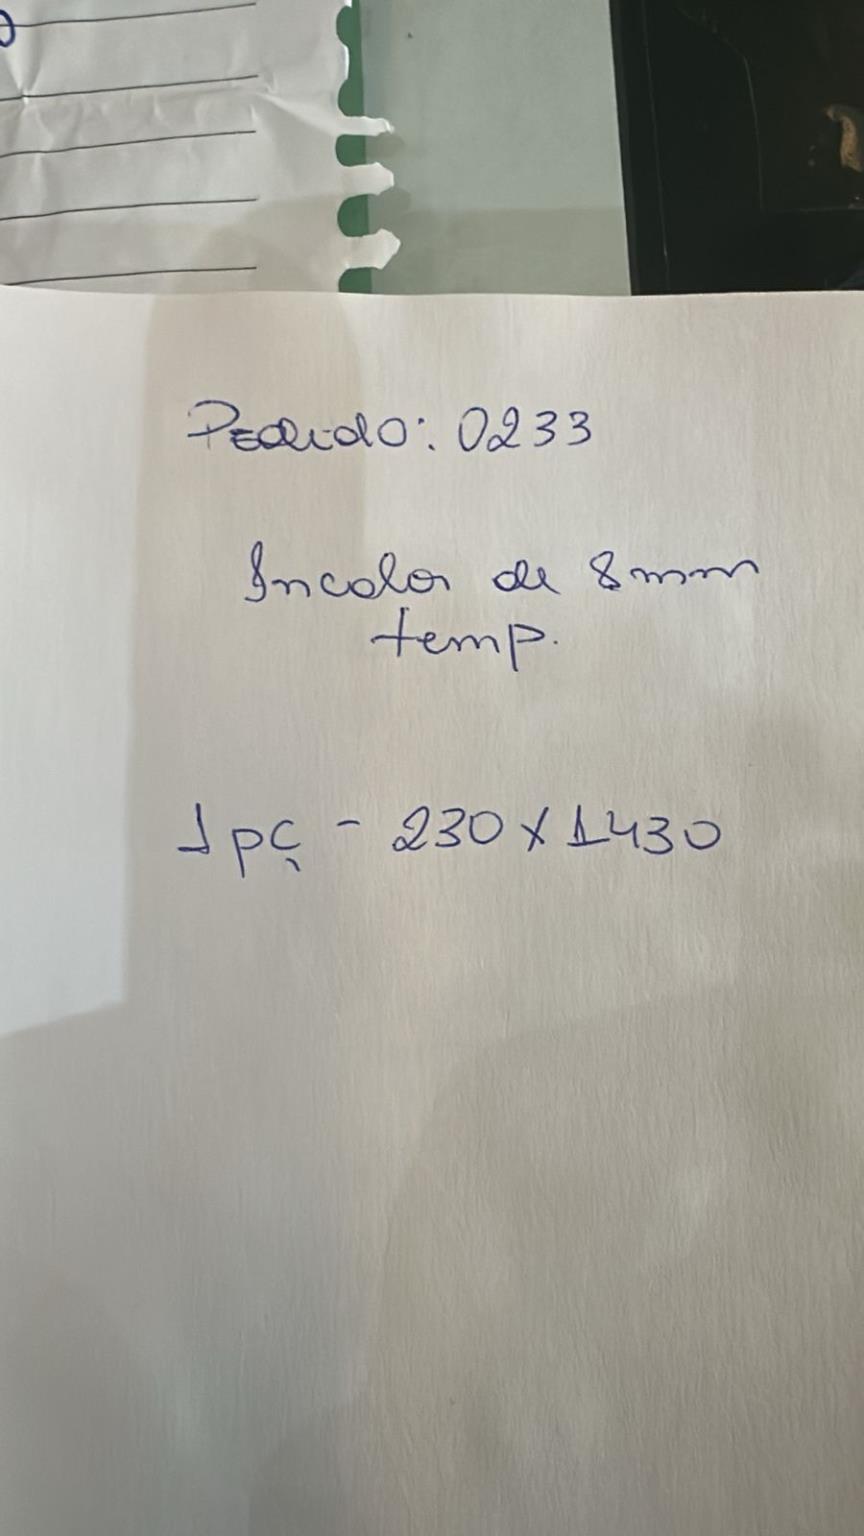 Pedido: 0233
Incolor de 8mm
temp.
1 pç - 230 x 1430